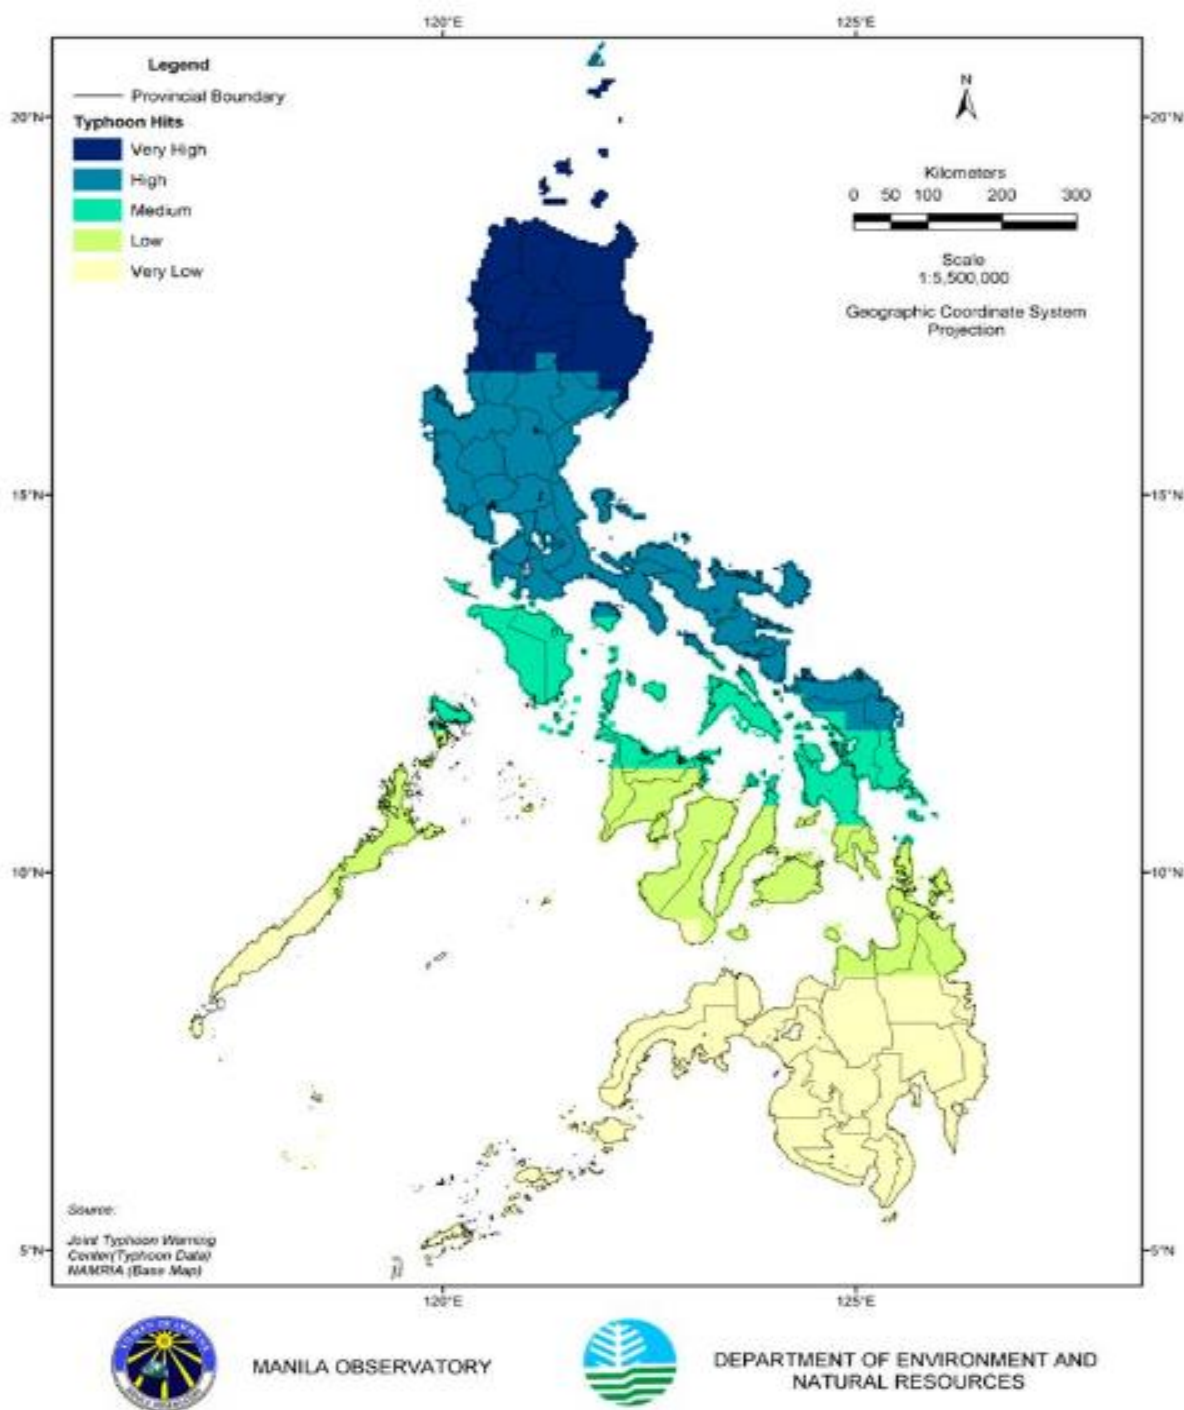 120°E 125°E
Legend
Provincial Boundary
Typhoon Hits
Very High
High
Medium
Low
Very Low
N
Kilometers
0 50 100 200 300
Scale
1:5,500,000
Geographic Coordinate System
Projection
20°N 20°N
15°N 15°N
10°N 10°N
5°N 5°N
Source:
Joint Typhoon Warning
Center(Typhoon Data)
NAMRIA (Base Map)
120°E 125°E
MANILA OBSERVATORY
DEPARTMENT OF ENVIRONMENT AND
NATURAL RESOURCES